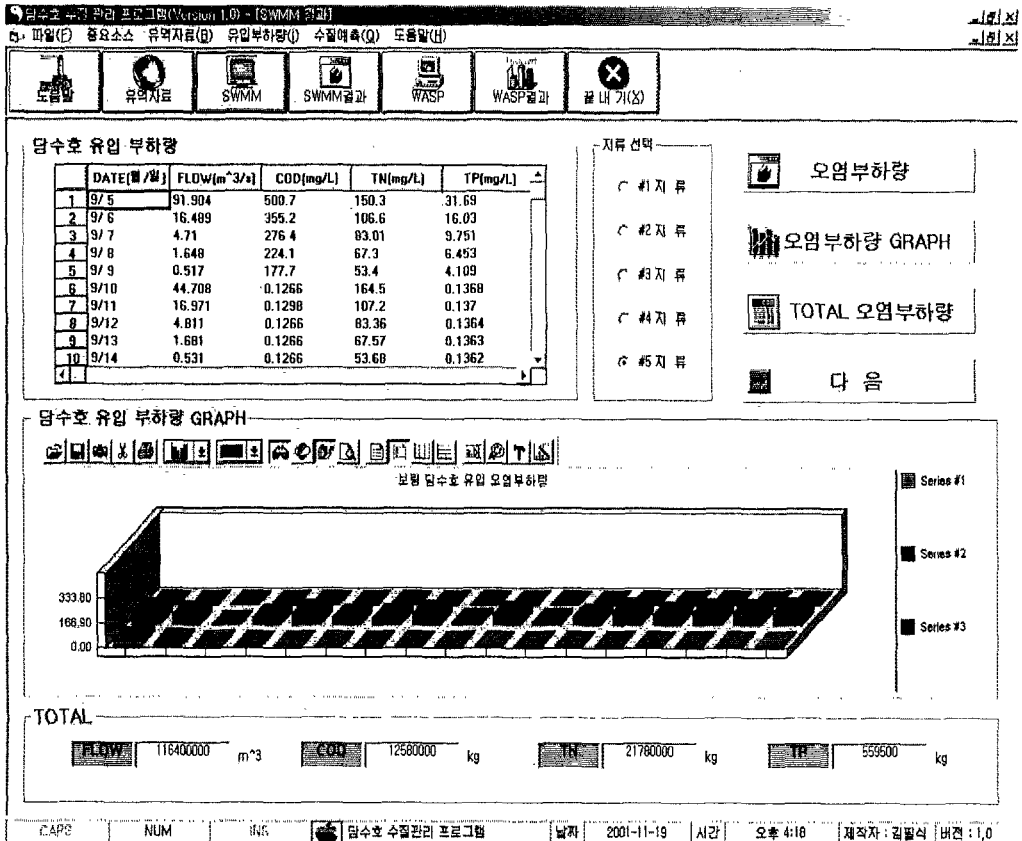 담수호 수질 관리 프로그램(Version 1.0) - [SWMM 결과]
파일(F) 중요소스 유역자료(B) 유입부하량(I) 수질예측(Q) 도움말(H)
도움말 유역자료 SWMM SWMM결과 WASP WASP결과 끝 내 기(X)
담수호 유입 부하량
DATE(월/일) FLOW(m^3/s) COD(mg/L) TN(mg/L) TP(mg/L)
1 9/ 5 91.904 500.7 150.3 31.69
2 9/ 6 16.489 355.2 106.6 16.03
3 9/ 7 4.71 276.4 83.01 9.751
4 9/ 8 1.648 224.1 67.3 6.453
5 9/ 9 0.517 177.7 53.4 4.109
6 9/10 44.708 0.1266 164.5 0.1368
7 9/11 16.971 0.1298 107.2 0.137
8 9/12 4.811 0.1266 83.36 0.1364
9 9/13 1.681 0.1266 67.57 0.1363
10 9/14 0.531 0.1266 53.68 0.1362
지류 선택
#1지 류
#2지 류
#3지 류
#4지 류
#5지 류
오염부하량
오염부하량 GRAPH
TOTAL 오염부하량
다 음
담수호 유입 부하량 GRAPH
보령 담수호 유입 오염부하량
333.80
166.90
0.00
Series #1
Series #2
Series #3
TOTAL
FLOW 116400000 m^3 COD 12580000 kg TN 21780000 kg TP 659500 kg
CAPS NUM INS 담수호 수질관리 프로그램 날짜 2001-11-19 시간 오후 4:18 제작자 : 김필식 버전 : 1,0